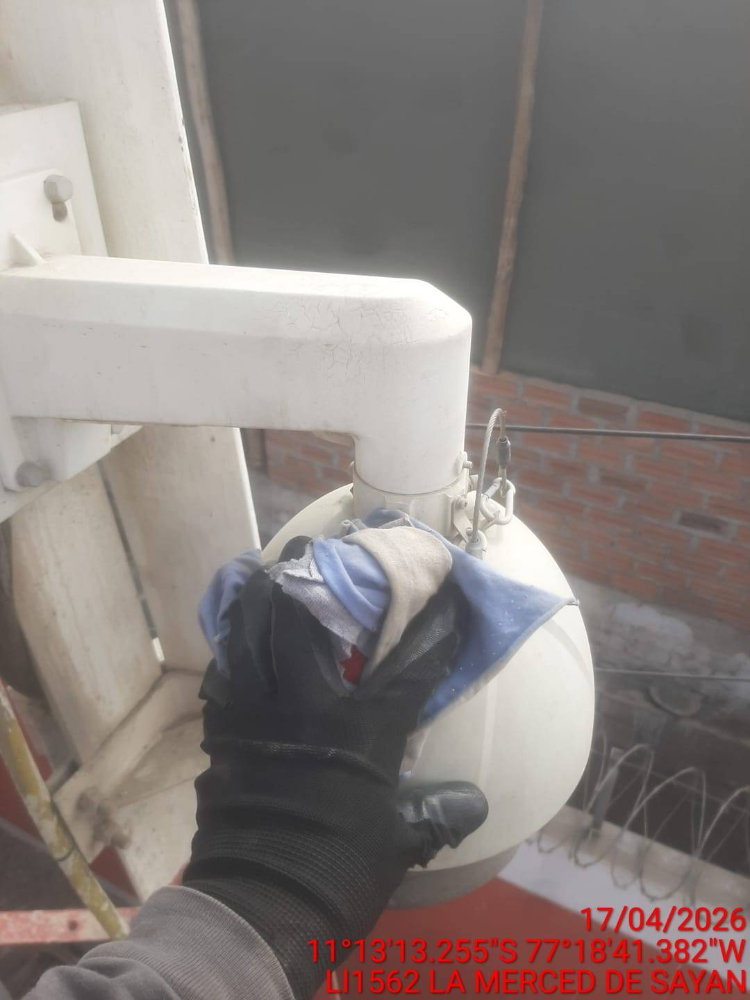 17/04/2026
11°13'13.255"S 77°18'41.382"W
LI1562 LA MERCED DE SAYAN